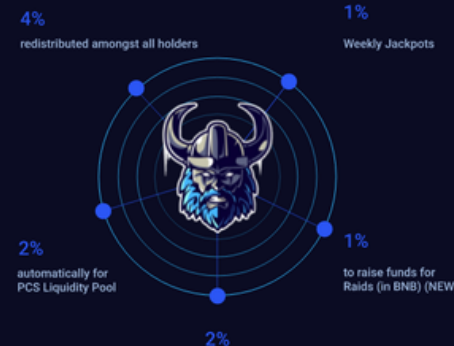 4%
redistributed amongst all holders
1%
Weekly Jackpots
2%
automatically for
PCS Liquidity Pool
1%
to raise funds for
Raids (in BNB) (NEW
2%